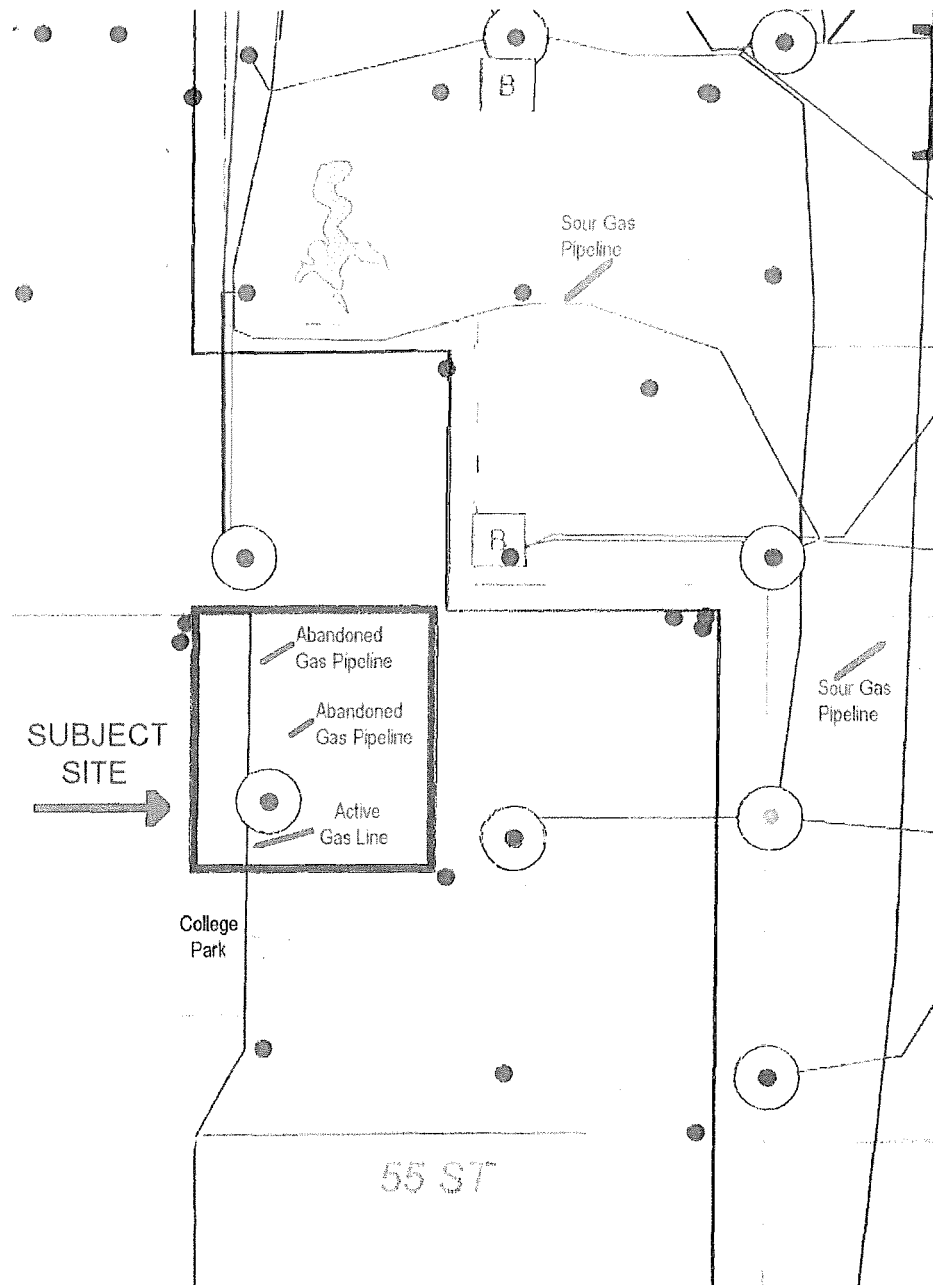 B
Sour Gas
Pipeline
R
Abandoned
Gas Pipeline
Abandoned
Gas Pipeline
Sour Gas
Pipeline
SUBJECT
SITE
Active
Gas Line
College
Park
55 ST